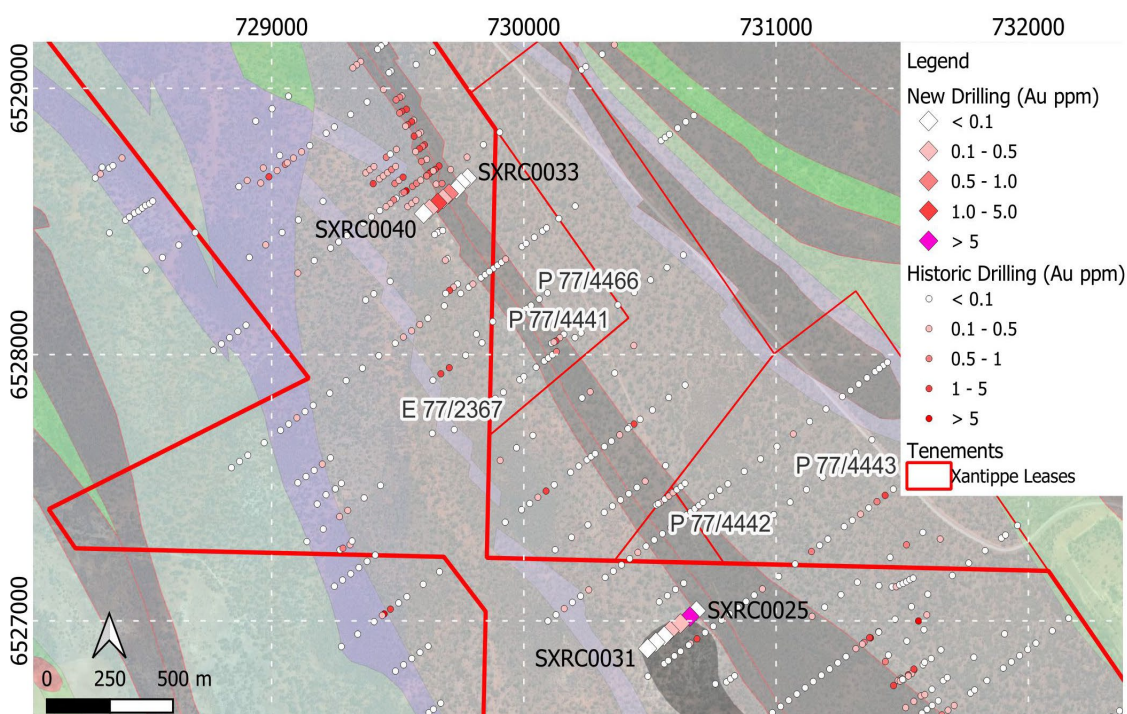 729000 730000 731000 732000
6529000
6528000
6527000
SXRC0033
SXRC0040
P 77/4466
P 77/4441
E 77/2367
P 77/4443
P 77/4442
SXRC0025
SXRC0031
0 250 500 m
Legend
New Drilling (Au ppm)
< 0.1
0.1 - 0.5
0.5 - 1.0
1.0 - 5.0
> 5
Historic Drilling (Au ppm)
< 0.1
0.1 - 0.5
0.5 - 1
1 - 5
> 5
Tenements
Xantippe Leases